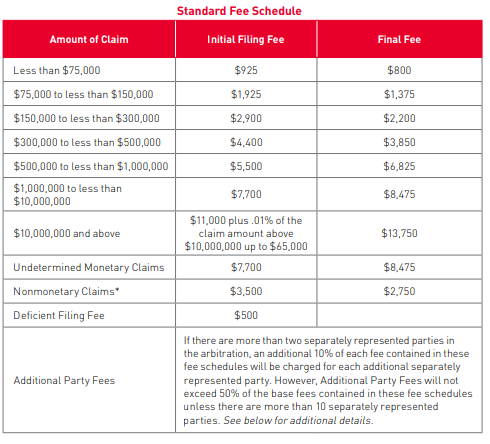 Standard Fee Schedule
Amount of Claim Initial Filing Fee Final Fee
Less than $75,000 $925 $800
$75,000 to less than $150,000 $1,925 $1,375
$150,000 to less than $300,000 $2,900 $2,200
$300,000 to less than $500,000 $4,400 $3,850
$500,000 to less than $1,000,000 $5,500 $6,825
$1,000,000 to less than
$10,000,000 $7,700 $8,475
$10,000,000 and above $11,000 plus .01% of the
claim amount above
$10,000,000 up to $65,000 $13,750
Undetermined Monetary Claims $7,700 $8,475
Nonmonetary Claims* $3,500 $2,750
Deficient Filing Fee $500
Additional Party Fees
If there are more than two separately represented parties in
the arbitration, an additional 10% of each fee contained in these
fee schedules will be charged for each additional separately
represented party. However, Additional Party Fees will not
exceed 50% of the base fees contained in these fee schedules
unless there are more than 10 separately represented
parties. See below for additional details.